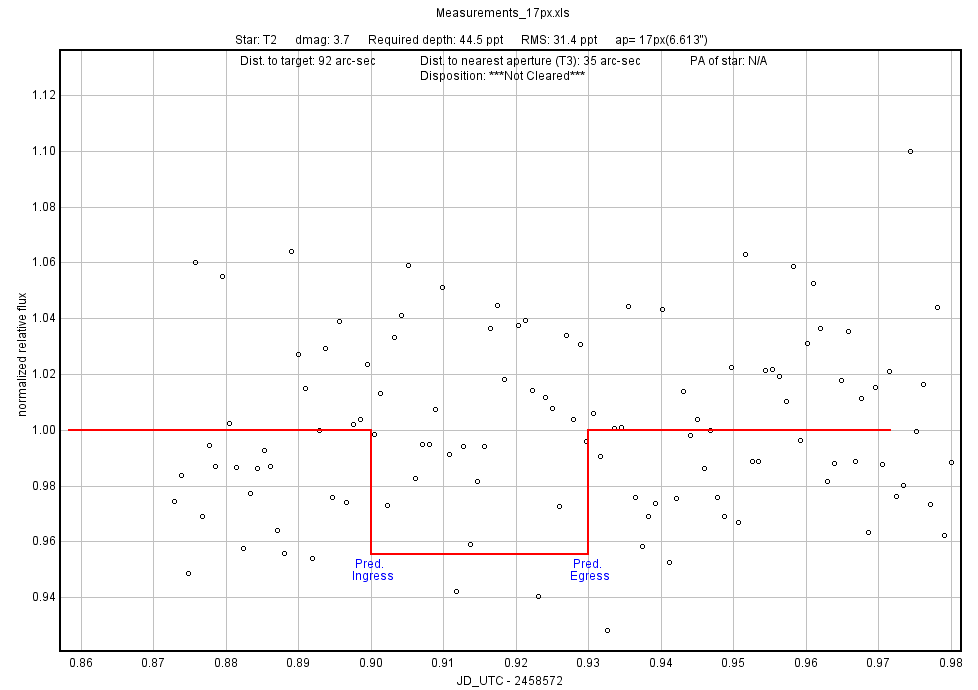 Measurements_17px.xls
Star: T2 dmag: 3.7 Required depth: 44.5 ppt RMS: 31.4 ppt ap= 17px(6.613")
Dist. to target: 92 arc-sec Dist. to nearest aperture (T3): 35 arc-sec PA of star: N/A
Disposition: ***Not Cleared***
1.12
1.10
1.08
1.06
1.04
1.02
1.00
0.98
0.96
0.94
normalized relative flux
Pred.
Ingress
Pred.
Egress
0.86 0.87 0.88 0.89 0.90 0.91 0.92 0.93 0.94 0.95 0.96 0.97 0.98
JD_UTC - 2458572